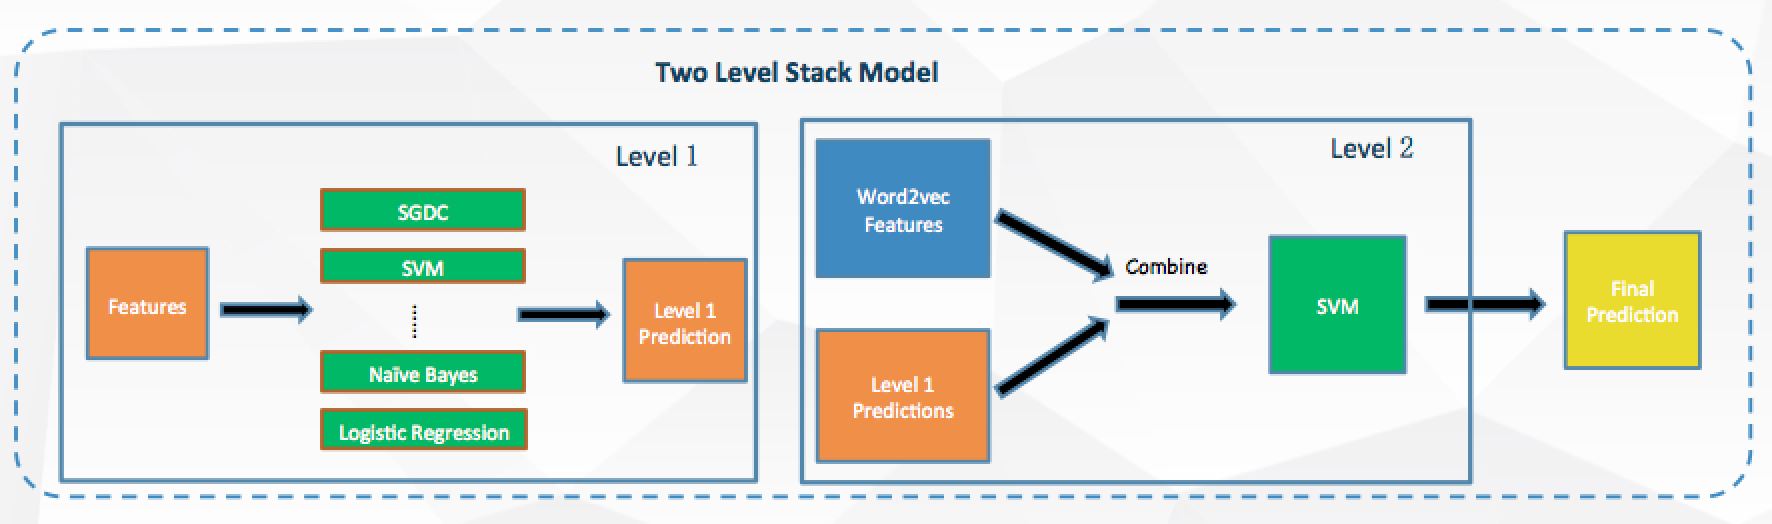 Two Level Stack Model
Level 1
SGDC
SVM
Features
Level 1
Prediction
Naïve Bayes
Logistic Regression
Level 2
Word2vec
Features
Combine
Level 1
Predictions
SVM
Final
Prediction